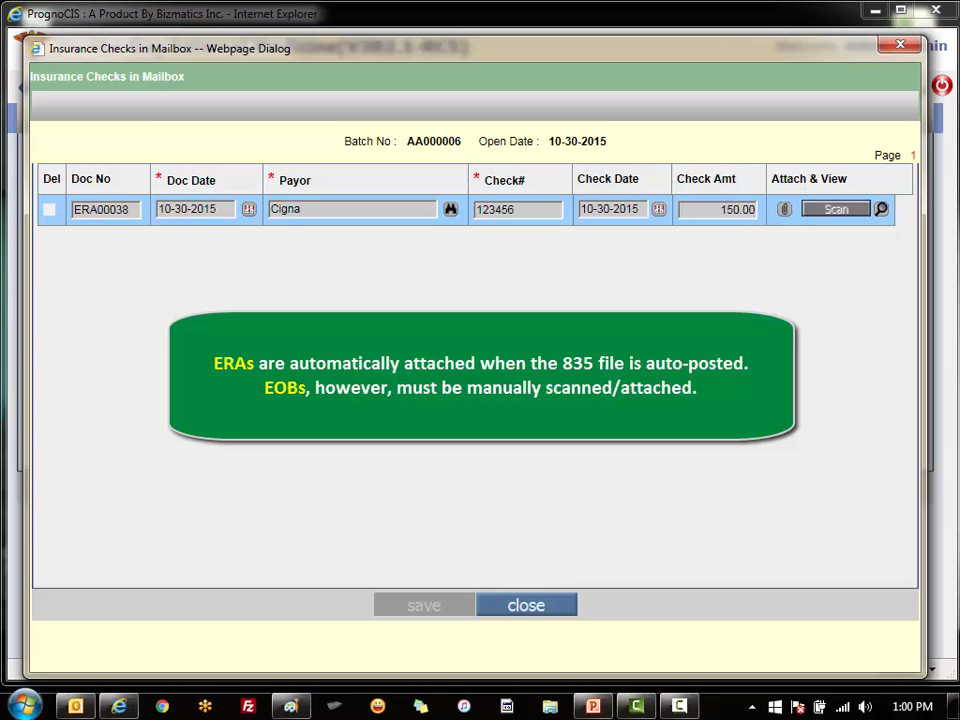 PrognoCIS : A Product By Bizmatics Inc. - Internet Explorer
Insurance Checks in Mailbox -- Webpage Dialog
Insurance Checks in Mailbox
Batch No : AA000006 Open Date : 10-30-2015
Page 1
Del Doc No * Doc Date * Payor * Check# Check Date Check Amt Attach & View
ERA00038 10-30-2015 Cigna 123456 10-30-2015 150.00 Scan
ERAs are automatically attached when the 835 file is auto-posted.
EOBs, however, must be manually scanned/attached.
save close
1:00 PM